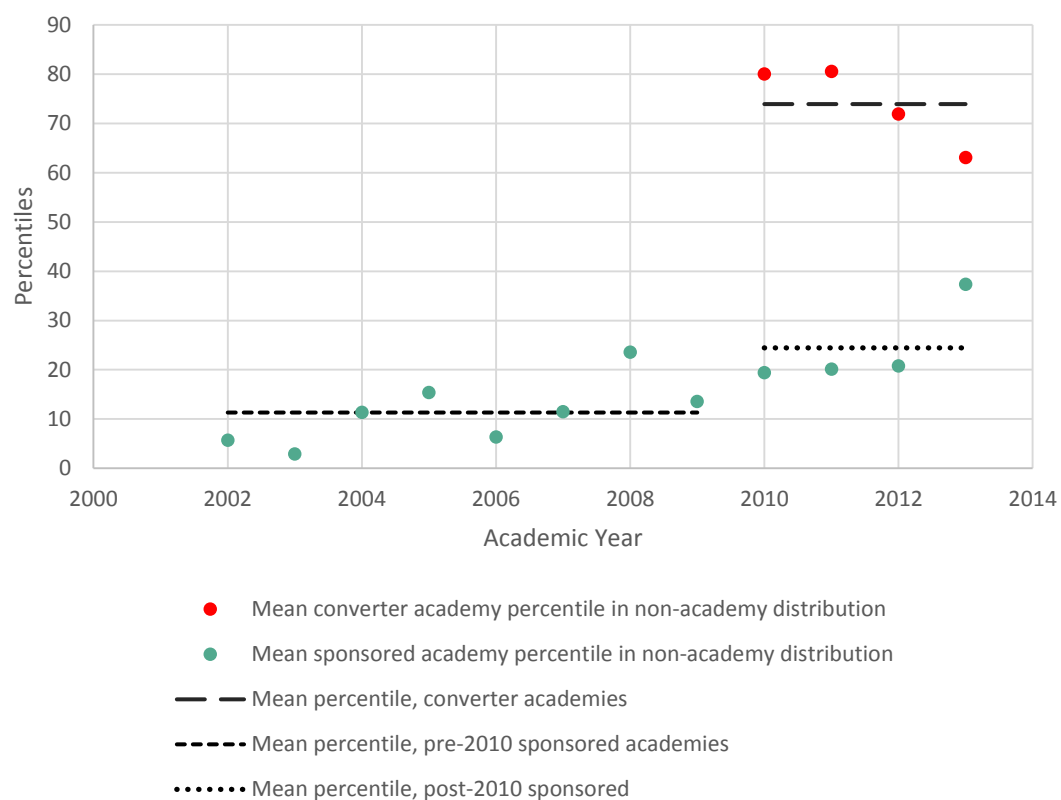 90
80
70
60
50
40
30
20
10
0
Percentiles
2000 2002 2004 2006 2008 2010 2012 2014
Academic Year
Mean converter academy percentile in non-academy distribution
Mean sponsored academy percentile in non-academy distribution
Mean percentile, converter academies
Mean percentile, pre-2010 sponsored academies
Mean percentile, post-2010 sponsored